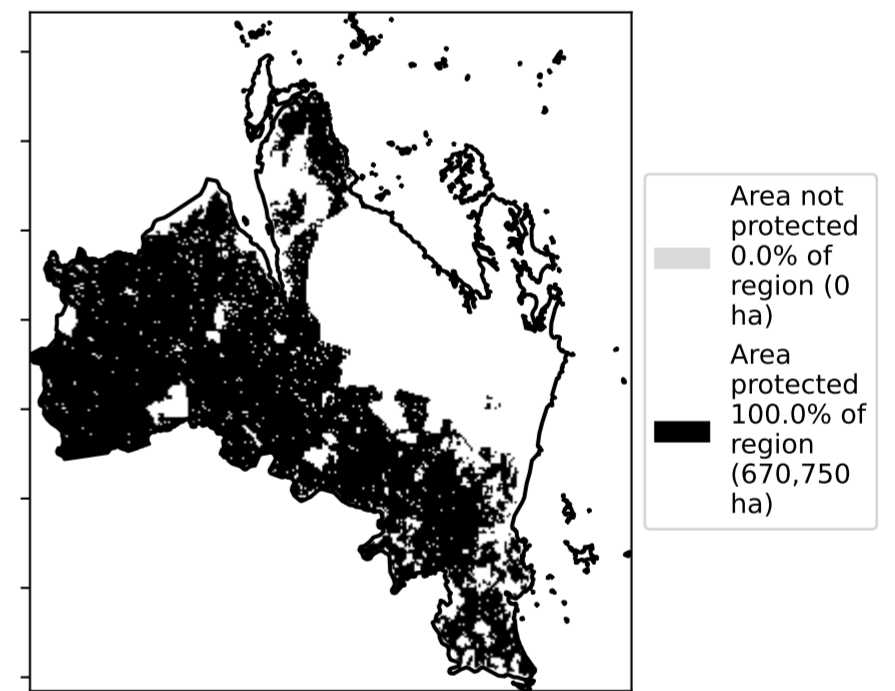 Area not
protected
0.0% of
region (0
ha)
Area
protected
100.0% of
region
(670,750
ha)